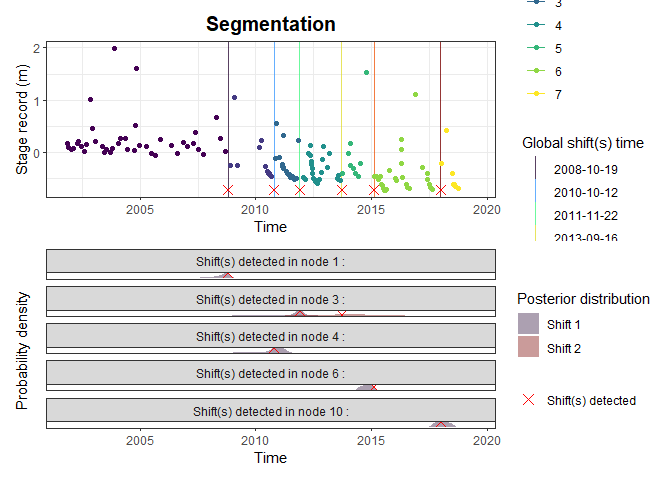 Segmentation
Stage record (m)
2
1
0
2005
2010
2015
2020
Time
3
4
5
6
7
Global shift(s) time
2008-10-19
2010-10-12
2011-11-22
2013-09-16
Probability density
Shift(s) detected in node 1 :
Shift(s) detected in node 3 :
Shift(s) detected in node 4 :
Shift(s) detected in node 6 :
Shift(s) detected in node 10 :
2005
2010
2015
2020
Time
Posterior distribution
Shift 1
Shift 2
Shift(s) detected